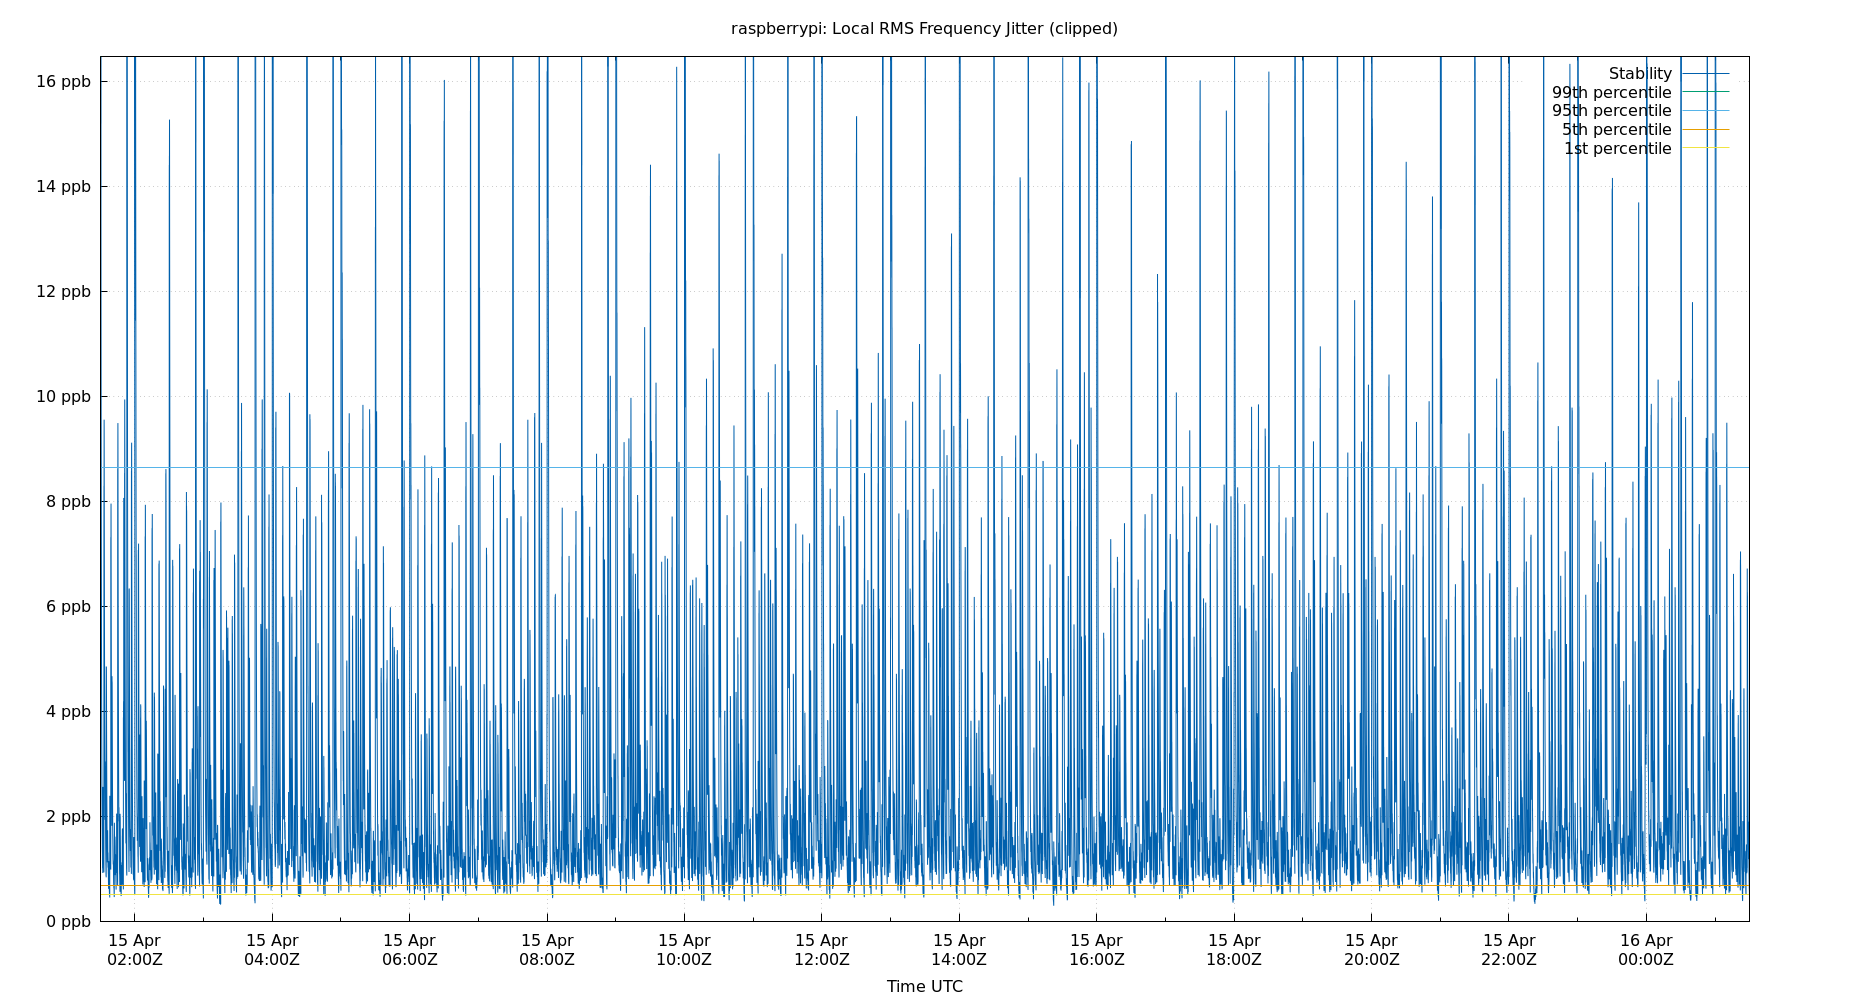 raspberrypi: Local RMS Frequency Jitter (clipped)
16 ppb
14 ppb
12 ppb
10 ppb
8 ppb
6 ppb
4 ppb
2 ppb
0 ppb
Stability
99th percentile
95th percentile
5th percentile
1st percentile
15 Apr 15 Apr 15 Apr 15 Apr 15 Apr 15 Apr 15 Apr 15 Apr 15 Apr 15 Apr 15 Apr 16 Apr
02:00Z 04:00Z 06:00Z 08:00Z 10:00Z 12:00Z 14:00Z 16:00Z 18:00Z 20:00Z 22:00Z 00:00Z
Time UTC